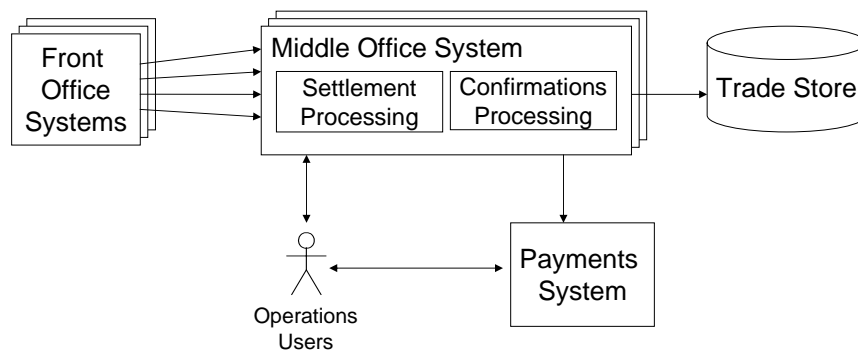 Front
Office
Systems
Middle Office System
Settlement
Processing
Confirmations
Processing
Trade Store
Operations
Users
Payments
System